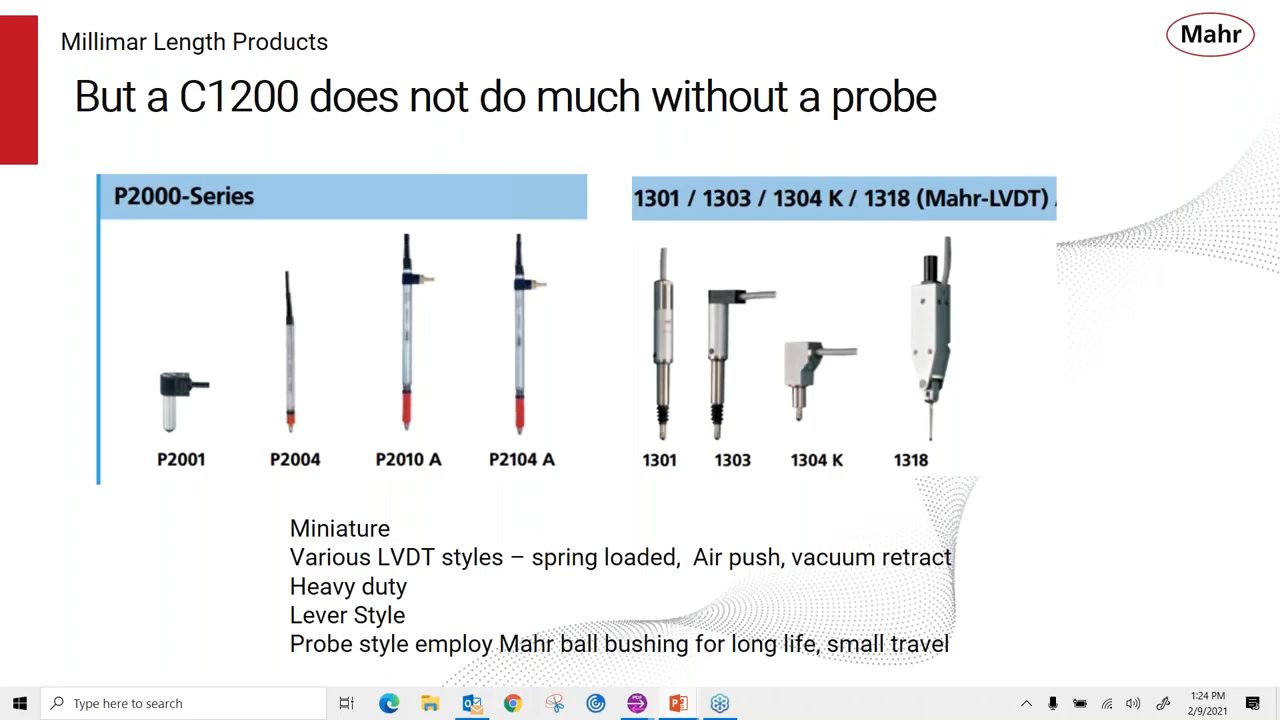 Millimar Length Products
Mahr
But a C1200 does not do much without a probe
P2000-Series
1301 / 1303 / 1304 K / 1318 (Mahr-LVDT)
P2001 P2004 P2010 A P2104 A
1301 1303 1304 K 1318
Miniature
Various LVDT styles – spring loaded, Air push, vacuum retract
Heavy duty
Lever Style
Probe style employ Mahr ball bushing for long life, small travel
Type here to search
1:24 PM
2/9/2021